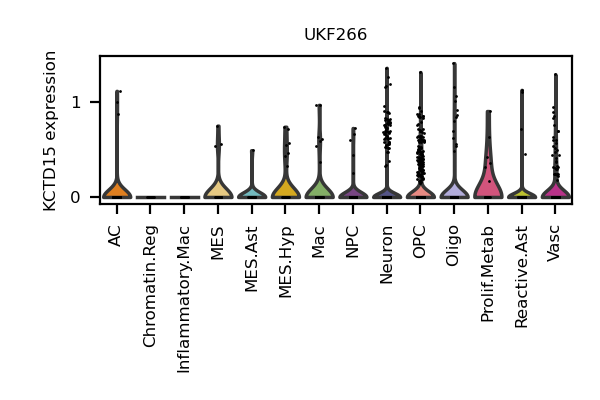 UKF266
KCTD15 expression
1
0
AC
Chromatin.Reg
Inflammatory.Mac
MES
MES.Ast
MES.Hyp
Mac
NPC
Neuron
OPC
Oligo
Prolif.Metab
Reactive.Ast
Vasc